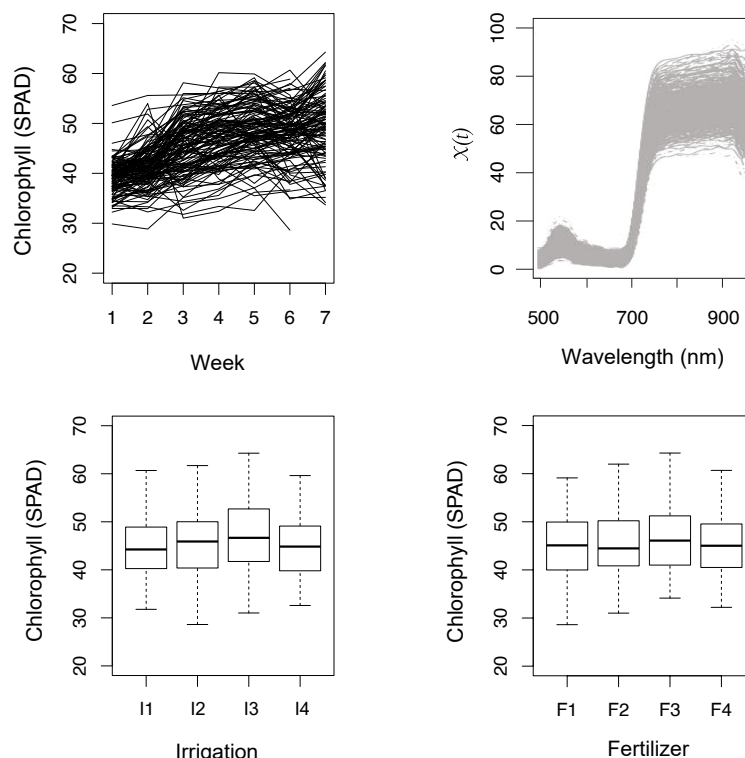 Chlorophyll (SPAD)
70
60
50
40
30
20
1 2 3 4 5 6 7
Week
X(t)
100
80
60
40
20
0
500 700 900
Wavelength (nm)
Chlorophyll (SPAD)
70
60
50
40
30
20
I1 I2 I3 I4
Irrigation
Chlorophyll (SPAD)
70
60
50
40
30
20
F1 F2 F3 F4
Fertilizer